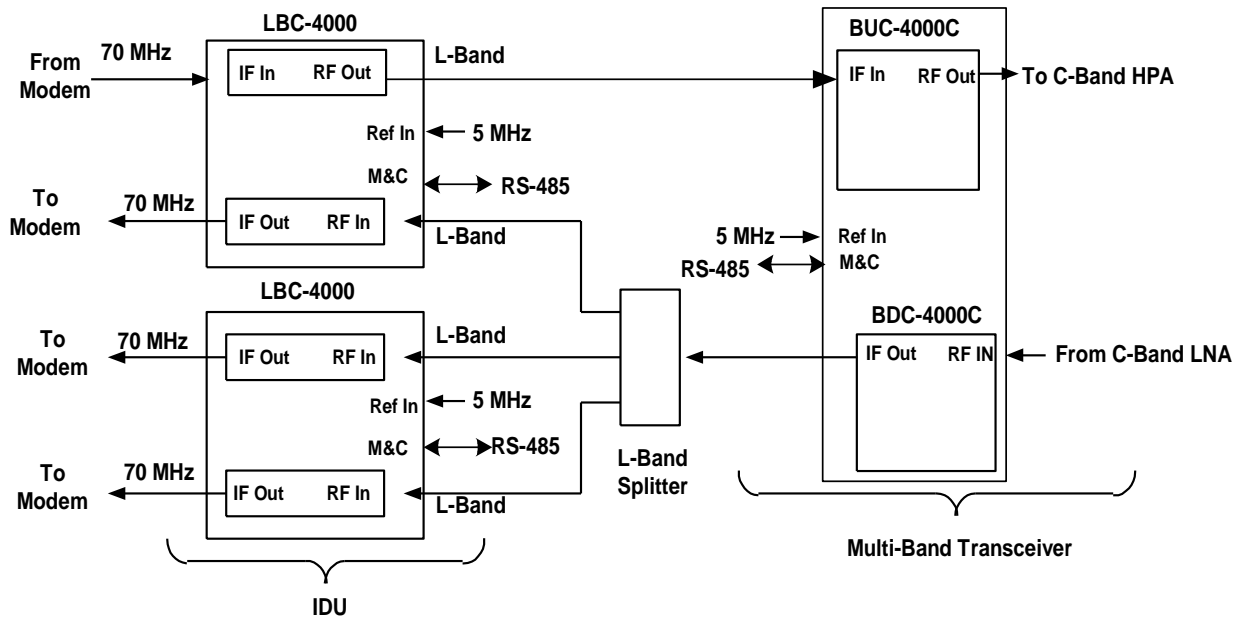 LBC-4000
BUC-4000C
From
Modem
70 MHz
IF In
RF Out
L-Band
IF In
RF Out
To C-Band HPA
Ref In
5 MHz
M&C
RS-485
To
Modem
70 MHz
IF Out
RF In
L-Band
5 MHz
Ref In
RS-485
M&C
LBC-4000
BDC-4000C
To
Modem
70 MHz
IF Out
RF In
L-Band
IF Out
RF IN
From C-Band LNA
Ref In
5 MHz
M&C
RS-485
To
Modem
70 MHz
IF Out
RF In
L-Band
L-Band
Splitter
Multi-Band Transceiver
IDU